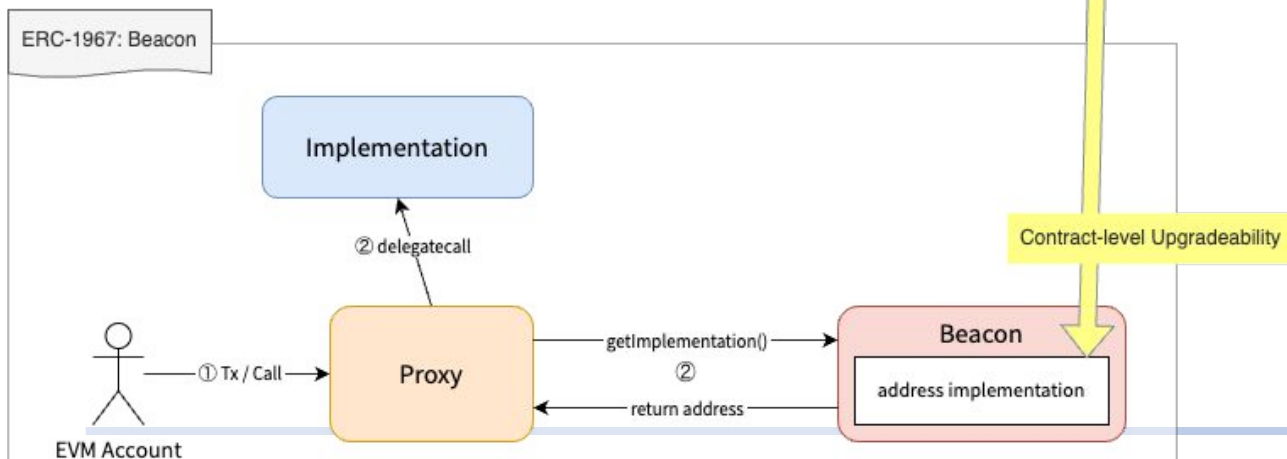 ERC-1967: Beacon
Implementation
② delegatecall
Contract-level Upgradeability
① Tx / Call
Proxy
getImplementation()
②
return address
Beacon
address implementation
EVM Account